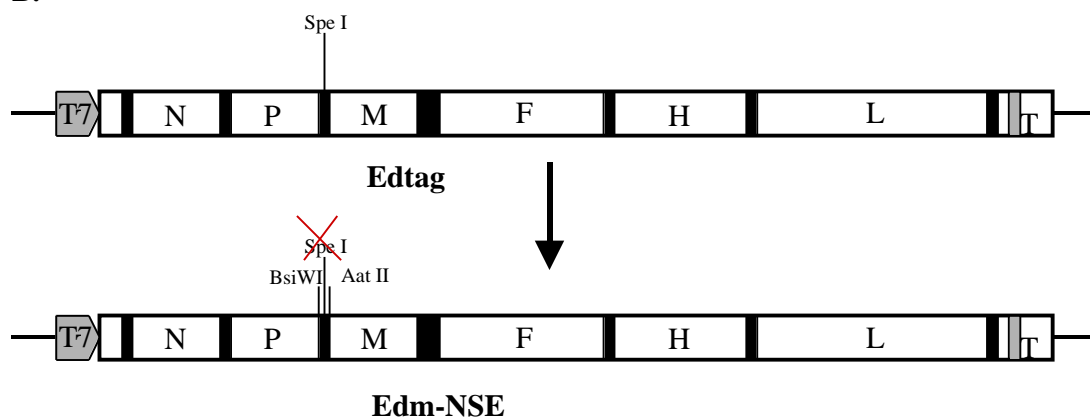 Spe I
T7 N P M F H L T
Edtag
Spe I
BsiWI Aat II
T7 N P M F H L T
Edm-NSE